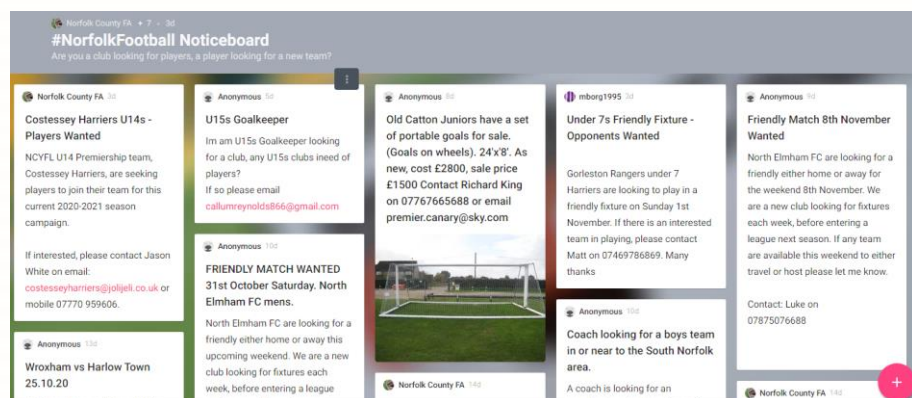 Norfolk County FA + 7 • 3d
#NorfolkFootball Noticeboard
Are you a club looking for players, a player looking for a new team?
Norfolk County FA 3d
Costessey Harriers U14s -
Players Wanted
NCYFL U14 Premiership team,
Costessey Harriers, are seeking
players to join their team for this
current 2020-2021 season
campaign.
If interested, please contact Jason
White on email:
costesseyharriers@jolijeli.co.uk or
mobile 07770 959606.
Anonymous 13d
Wroxham vs Harlow Town
25.10.20
Anonymous 5d
U15s Goalkeeper
Im am U15s Goalkeeper looking
for a club, any U15s clubs ineed of
players?
If so please email
callumreynolds866@gmail.com
Anonymous 10d
FRIENDLY MATCH WANTED
31st October Saturday. North
Elmham FC mens.
North Elmham FC are looking for a
friendly either home or away this
upcoming weekend. We are a new
club looking for fixtures each
week, before entering a league
Anonymous 8d
Old Catton Juniors have a set
of portable goals for sale.
(Goals on wheels). 24'x'8'. As
new, cost £2800, sale price
£1500 Contact Richard King
on 07767665688 or email
premier.canary@sky.com
Norfolk County FA 14d
mborg1995 3d
Under 7s Friendly Fixture -
Opponents Wanted
Gorleston Rangers under 7
Harriers are looking to play in a
friendly fixture on Sunday 1st
November. If there is an interested
team in playing, please contact
Matt on 07469786869. Many
thanks
Anonymous 10d
Coach looking for a boys team
in or near to the South Norfolk
area.
A coach is looking for an
Anonymous 9d
Friendly Match 8th November
Wanted
North Elmham FC are looking for a
friendly either home or away for
the weekend 8th November. We
are a new club looking for fixtures
each week, before entering a
league next season. If any team
are available this weekend to either
travel or host please let me know.
Contact: Luke on
07875076688
Norfolk County FA 14d